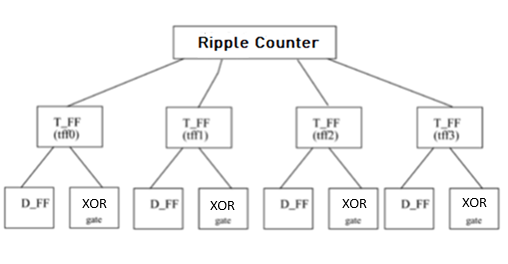 Ripple Counter
T_FF
(tff0)
T_FF
(tff1)
T_FF
(tff2)
T_FF
(tff3)
D_FF
XOR
gate
D_FF
XOR
gate
D_FF
XOR
gate
D_FF
XOR
gate